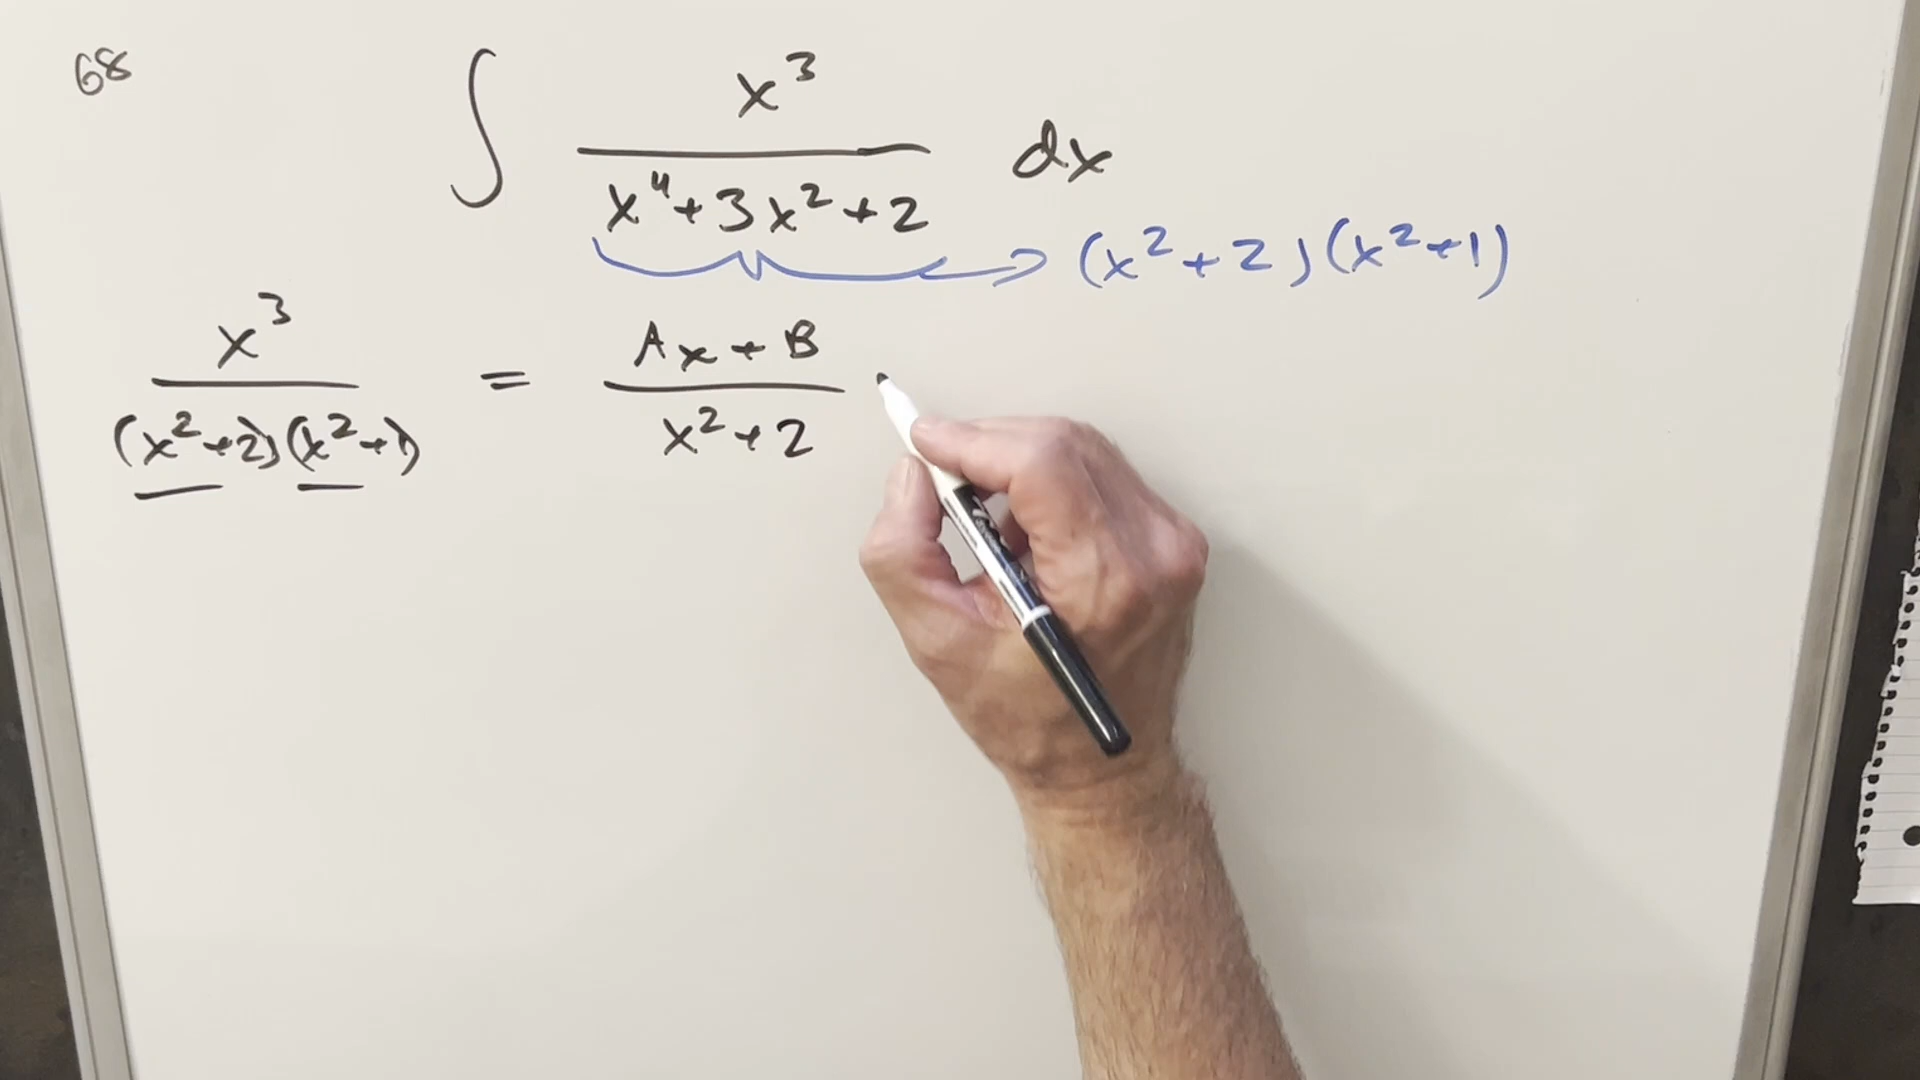 68
∫ x³ / (x⁴+3x²+2) dx
(x²+2)(x²+1)
x³ / (x²+2)(x²+1) = Ax+B / x²+2